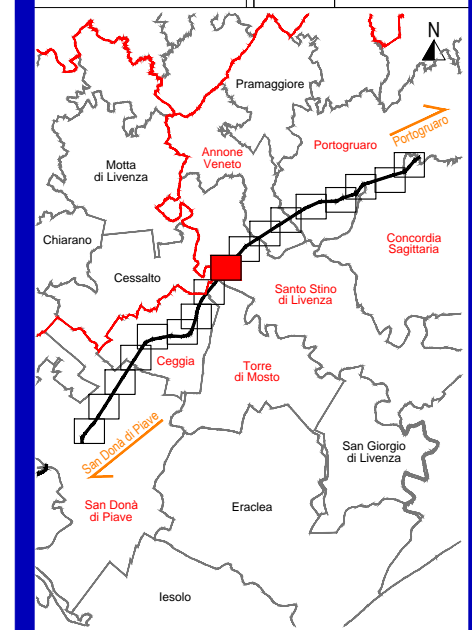 N
Pramaggiore
Portogruaro
Portogruaro
Annone
Veneto
Motta
di Livenza
Chiarano
Concordia
Sagittaria
Cessalto
Santo Stino
di Livenza
Ceggia
Torre
di Mosto
San Donà di Piave
San Giorgio
di Livenza
San Donà
di Piave
Eraclea
Iesolo